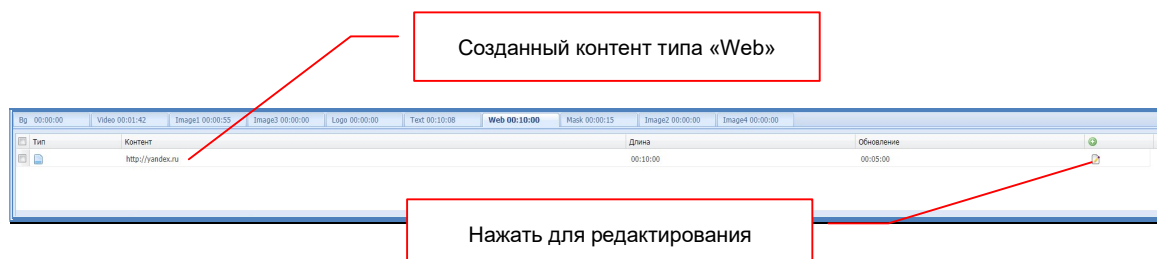 Созданный контент типа «Web»
Bg 00:00:00 Video 00:01:42 Image1 00:00:55 Image3 00:00:00 Logo 00:00:00 Text 00:10:08 Web 00:10:00 Mask 00:00:15 Image2 00:00:00 Image4 00:00:00
Тип Контент Длина Обновление
http://yandex.ru 00:10:00 00:05:00
Нажать для редактирования